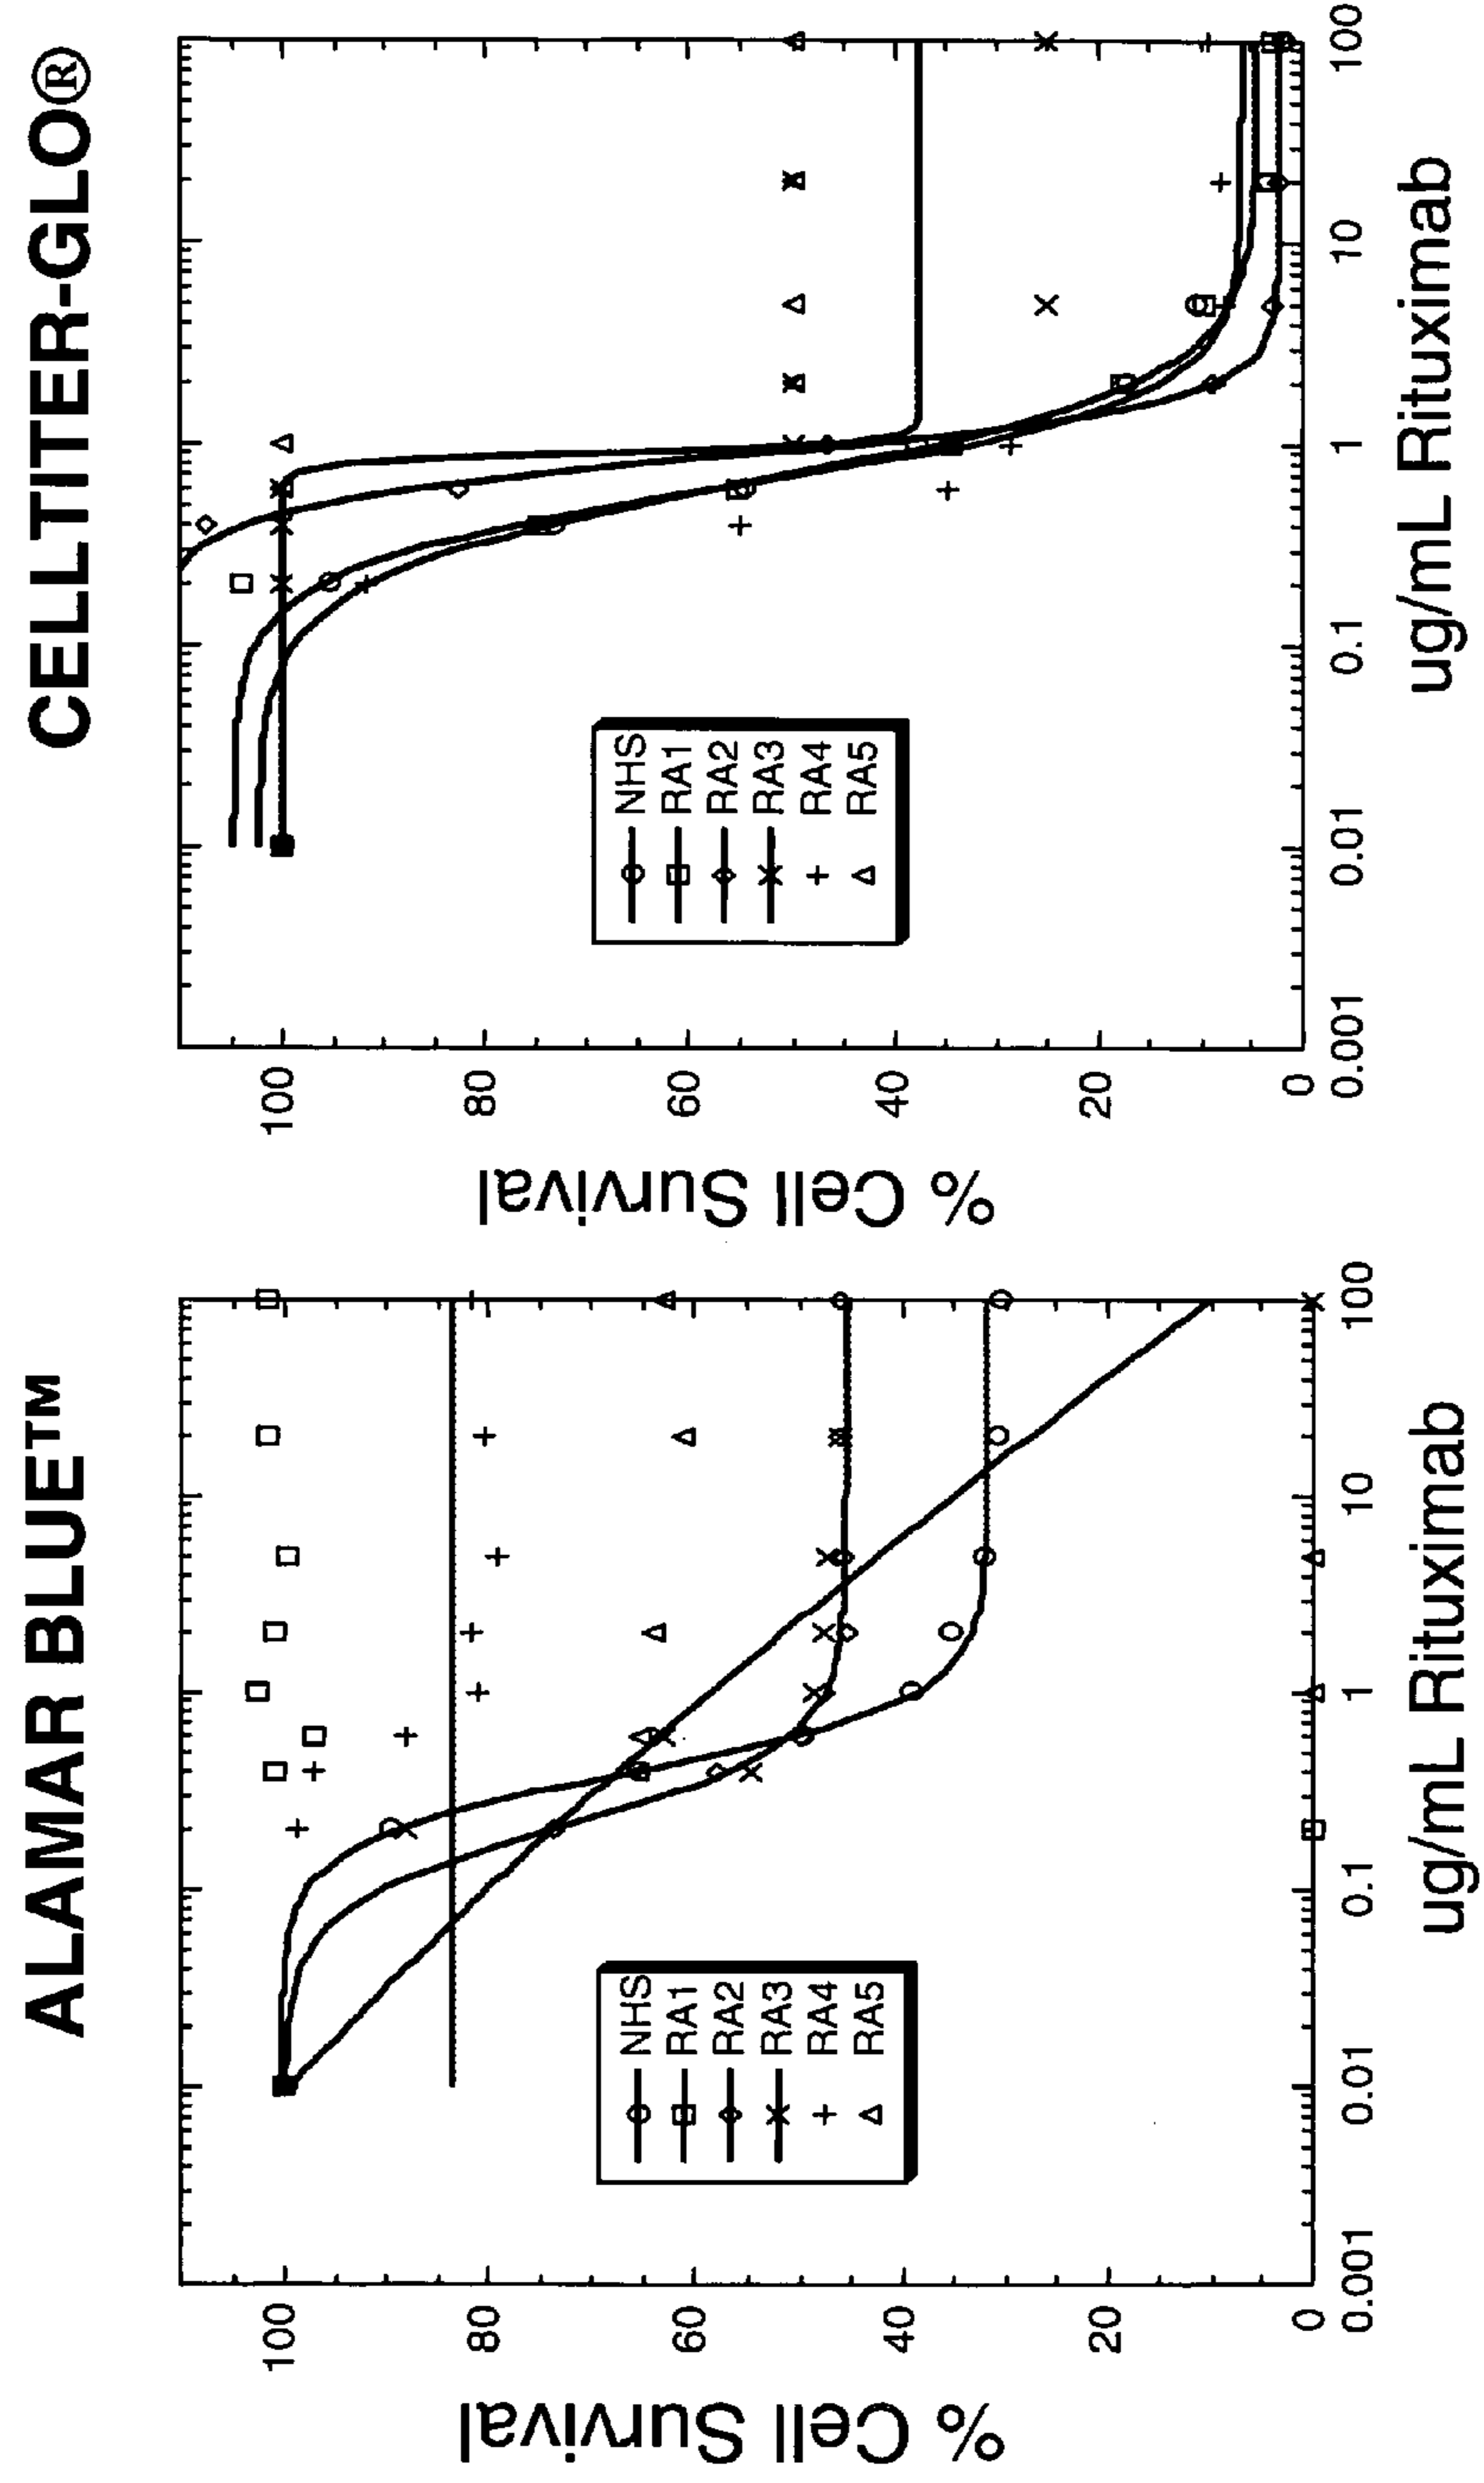 ALAMAR BLUE™
% Cell Survival
100
80
60
40
20
0
0.001
0.01
0.1
1
10
100
ug/mL Rituximab
NHS
RA1
RA2
RA3
RA4
RA5
CELLTITER-GLO®
% Cell Survival
100
80
60
40
20
0
0.001
0.01
0.1
1
10
100
ug/mL Rituximab
NHS
RA1
RA2
RA3
RA4
RA5